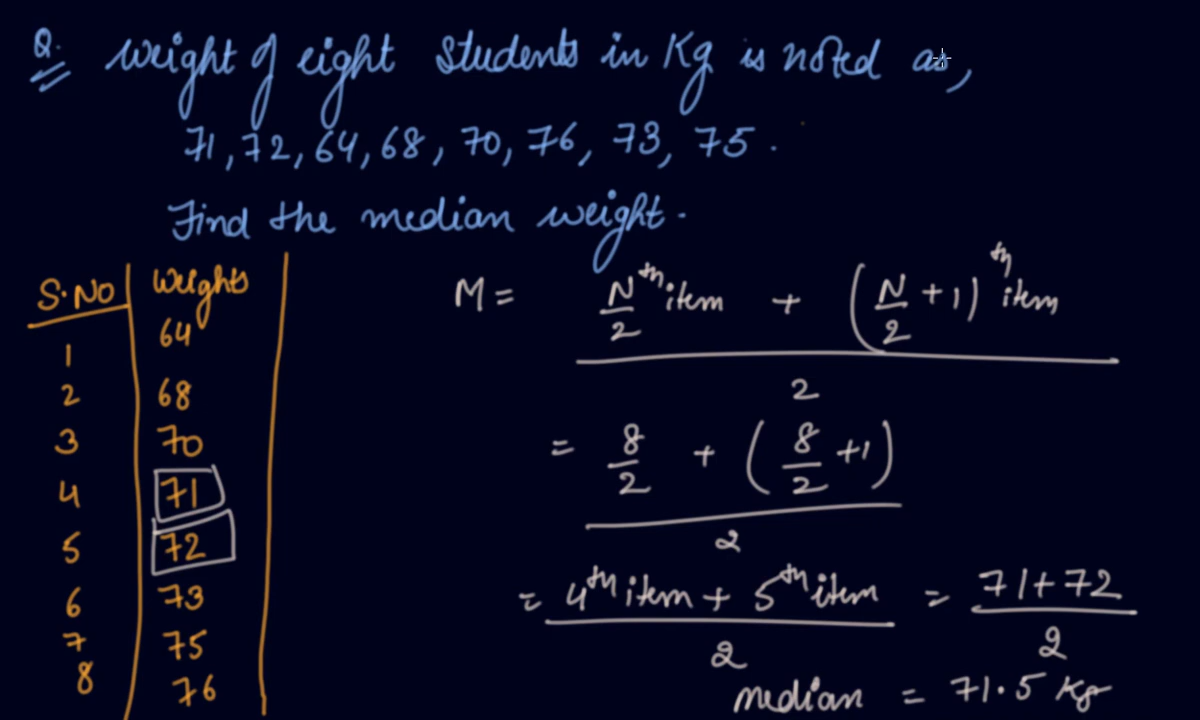 Q. Weight of eight students in Kg is noted as,
71, 72, 64, 68, 70, 76, 73, 75.
Find the median weight.
S.No Weights
1 64
2 68
3 70
4 71
5 72
6 73
7 75
8 76
M = N/2 th item + (N/2 + 1) th item
2
= 8/2 + (8/2 + 1)
2
= 4th item + 5th item = 71+72
2 2
median = 71.5 Kg